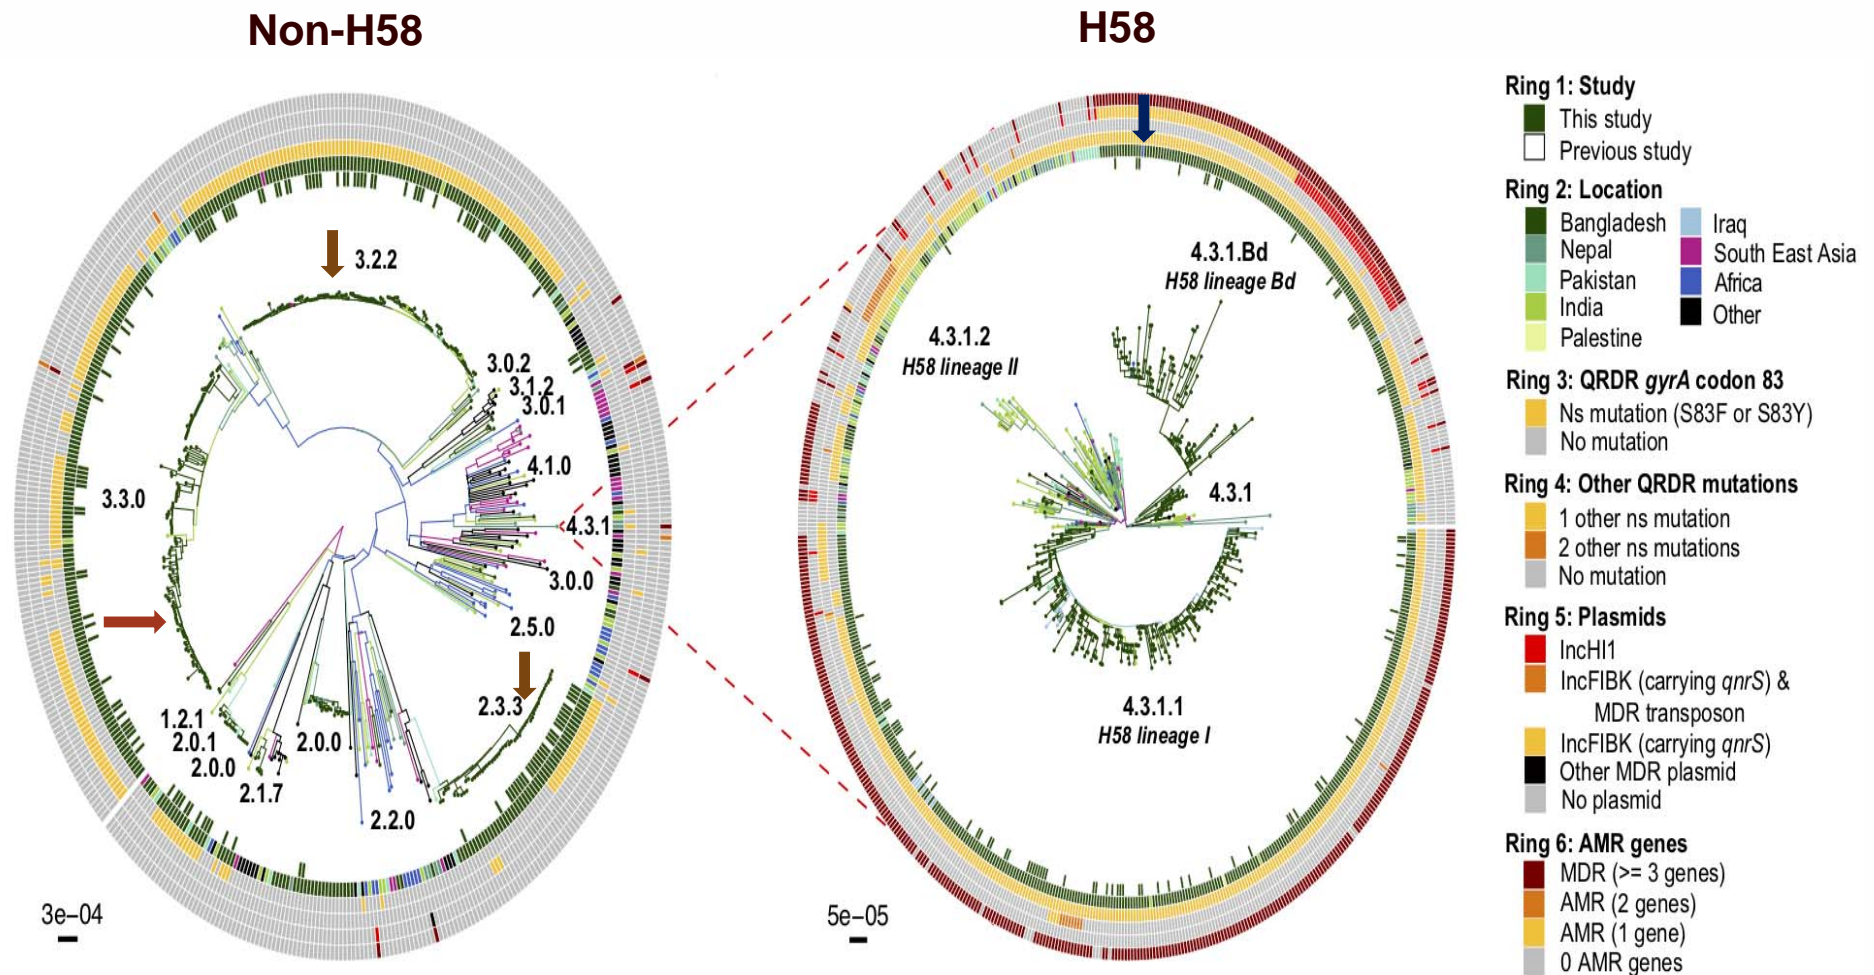 Non-H58
H58
3.2.2
3.0.2
3.1.2
3.0.1
4.1.0
4.3.1
3.0.0
2.5.0
2.3.3
3.3.0
1.2.1
2.0.1
2.0.0
2.1.7
2.0.0
2.2.0
3e−04
4.3.1.Bd
H58 lineage Bd
4.3.1.2
H58 lineage II
4.3.1
4.3.1.1
H58 lineage I
5e−05
Ring 1: Study
This study
Previous study
Ring 2: Location
Bangladesh
Nepal
Pakistan
India
Palestine
Iraq
South East Asia
Africa
Other
Ring 3: QRDR gyrA codon 83
Ns mutation (S83F or S83Y)
No mutation
Ring 4: Other QRDR mutations
1 other ns mutation
2 other ns mutations
No mutation
Ring 5: Plasmids
IncHI1
IncFIBK (carrying qnrS) &
MDR transposon
IncFIBK (carrying qnrS)
Other MDR plasmid
No plasmid
Ring 6: AMR genes
MDR (>= 3 genes)
AMR (2 genes)
AMR (1 gene)
0 AMR genes